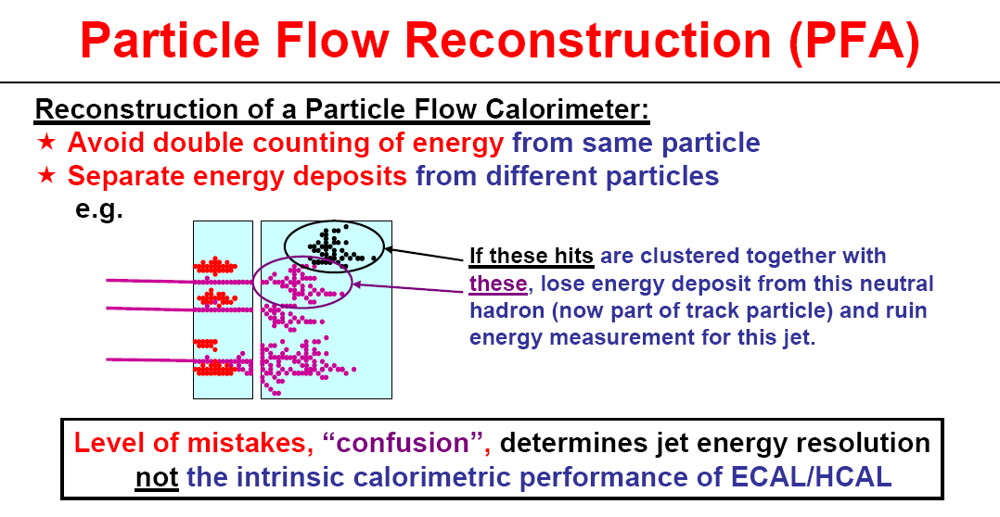 Particle Flow Reconstruction (PFA)
Reconstruction of a Particle Flow Calorimeter:
★ Avoid double counting of energy from same particle
★ Separate energy deposits from different particles
e.g.
If these hits are clustered together with
these, lose energy deposit from this neutral
hadron (now part of track particle) and ruin
energy measurement for this jet.
Level of mistakes, “confusion”, determines jet energy resolution
not the intrinsic calorimetric performance of ECAL/HCAL